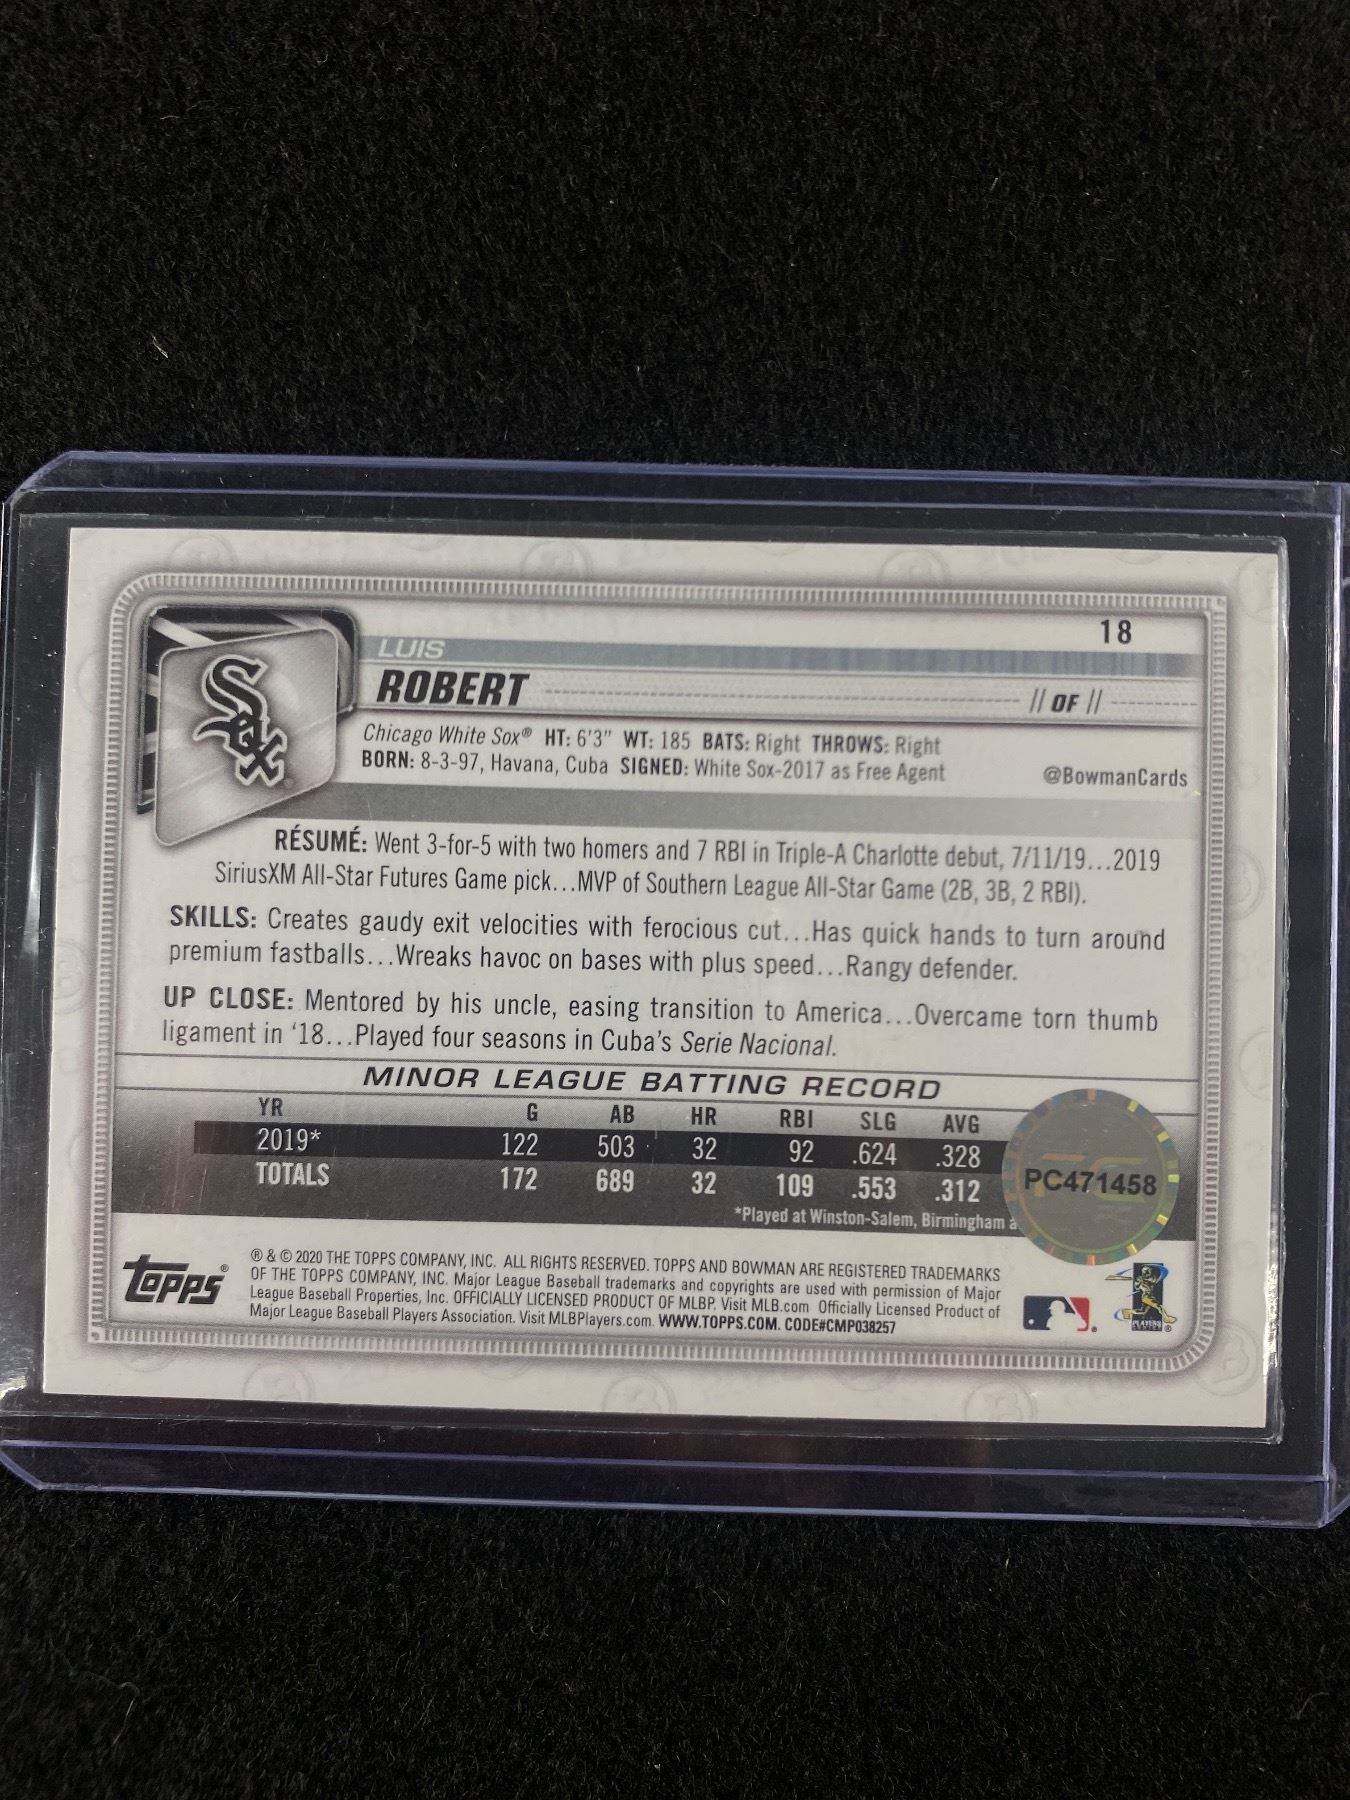 18
LUIS
ROBERT // OF //
Chicago White Sox® HT: 6'3" WT: 185 BATS: Right THROWS: Right
BORN: 8-3-97, Havana, Cuba SIGNED: White Sox-2017 as Free Agent @BowmanCards
Sox
RÉSUMÉ: Went 3-for-5 with two homers and 7 RBI in Triple-A Charlotte debut, 7/11/19...2019
SiriusXM All-Star Futures Game pick...MVP of Southern League All-Star Game (2B, 3B, 2 RBI).
SKILLS: Creates gaudy exit velocities with ferocious cut...Has quick hands to turn around
premium fastballs...Wreaks havoc on bases with plus speed...Rangy defender.
UP CLOSE: Mentored by his uncle, easing transition to America...Overcame torn thumb
ligament in '18...Played four seasons in Cuba's Serie Nacional.
MINOR LEAGUE BATTING RECORD
YR G AB HR RBI SLG AVG
2019* 122 503 32 92 .624 .328
TOTALS 172 689 32 109 .553 .312
PC471458
*Played at Winston-Salem, Birmingham
topps®
® & © 2020 THE TOPPS COMPANY, INC. ALL RIGHTS RESERVED. TOPPS AND BOWMAN ARE REGISTERED TRADEMARKS
OF THE TOPPS COMPANY, INC. Major League Baseball trademarks and copyrights are used with permission of Major
League Baseball Properties, Inc. OFFICIALLY LICENSED PRODUCT OF MLBP. Visit MLB.com Officially Licensed Product of
Major League Baseball Players Association. Visit MLBPlayers.com. WWW.TOPPS.COM. CODE#CMP038257